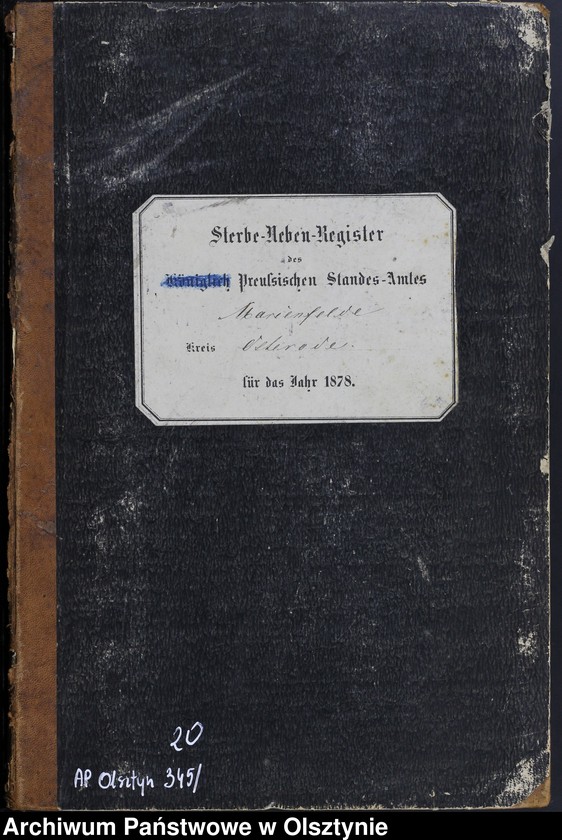 Sterbe-Neben-Register
des
Königlich Preußischen Standes-Amtes
Marienfelde
Kreis Osterode.
für das Jahr 1878.
20
AP Olsztyn 345/
Archiwum Państwowe w Olsztynie